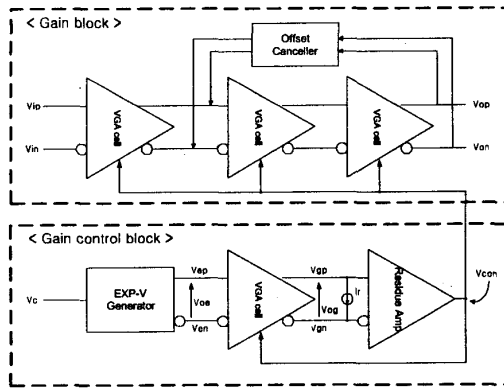 < Gain block >
Offset
Canceller
Vip
Vin
VGA cell
VGA cell
VGA cell
Vop
Von
< Gain control block >
Vc
EXP-V
Generator
Vep
Voe
Ven
VGA cell
Vgp
Vog
Vgn
Ir
Residue Amp
Vcon